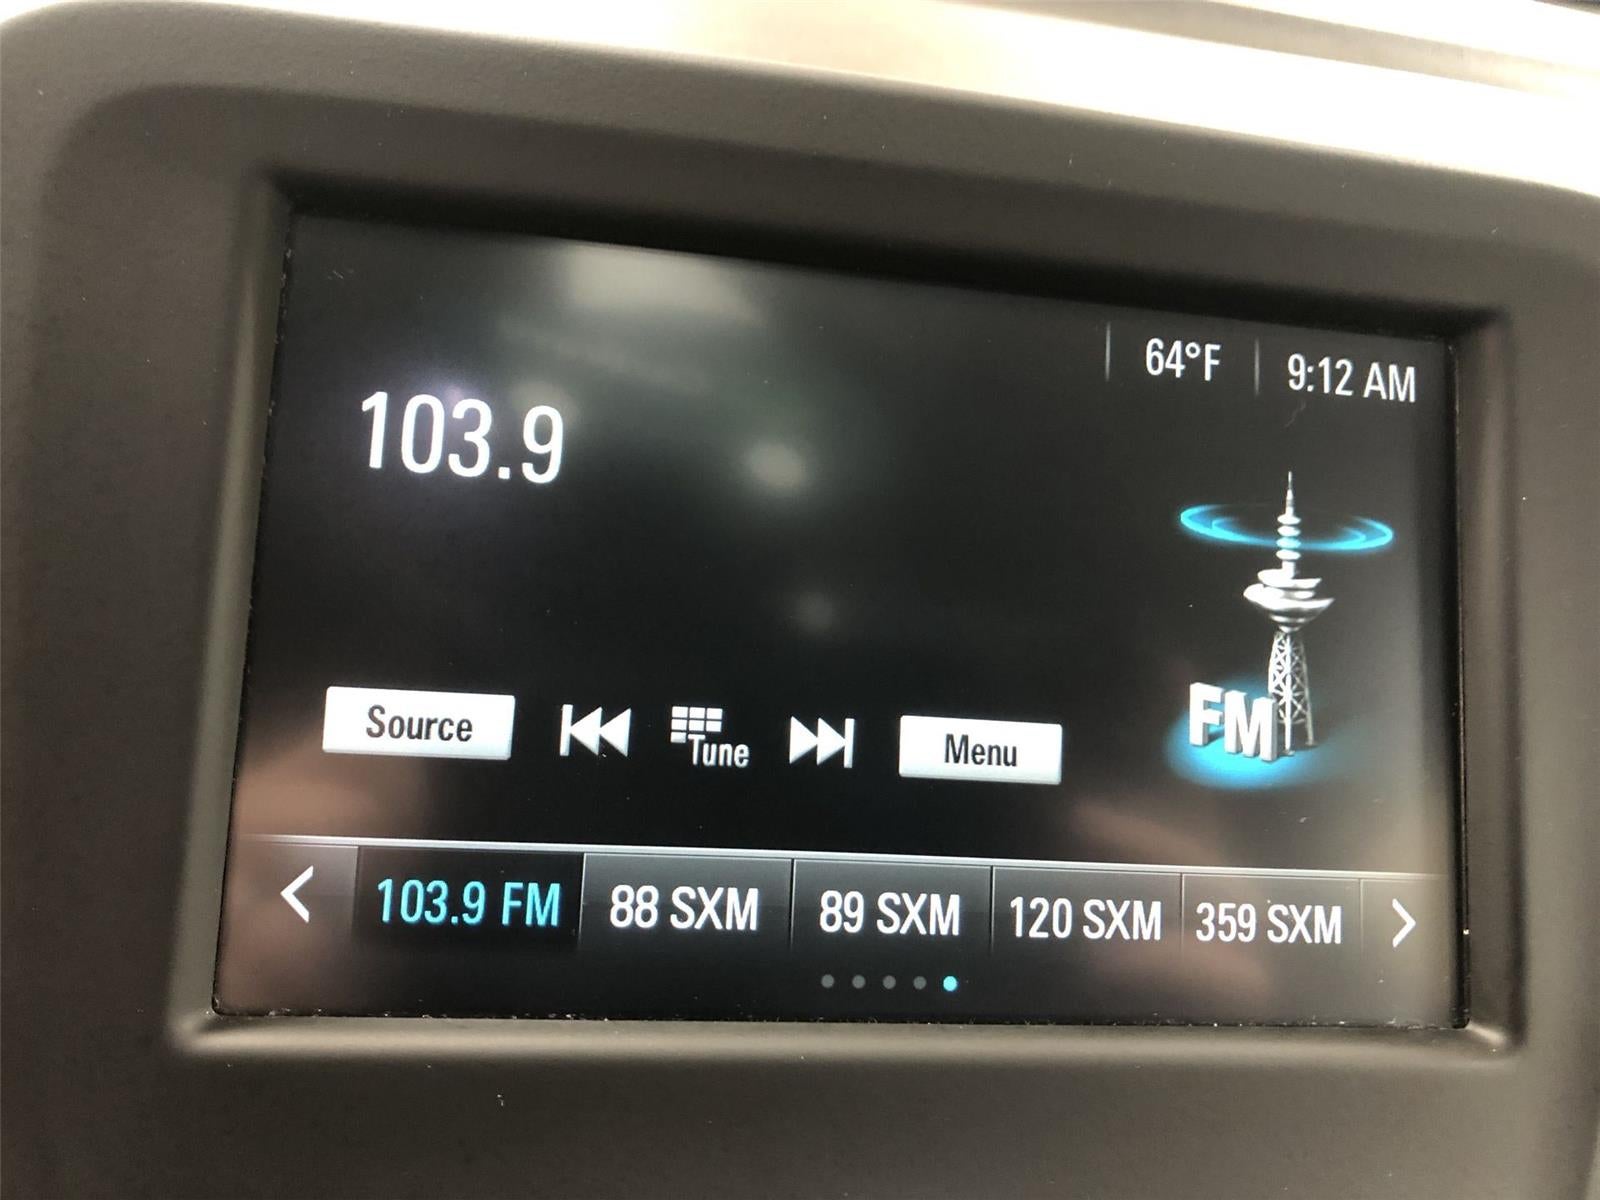 64°F 9:12 AM
103.9
FM
Source Tune Menu
103.9 FM 88 SXM 89 SXM 120 SXM 359 SXM